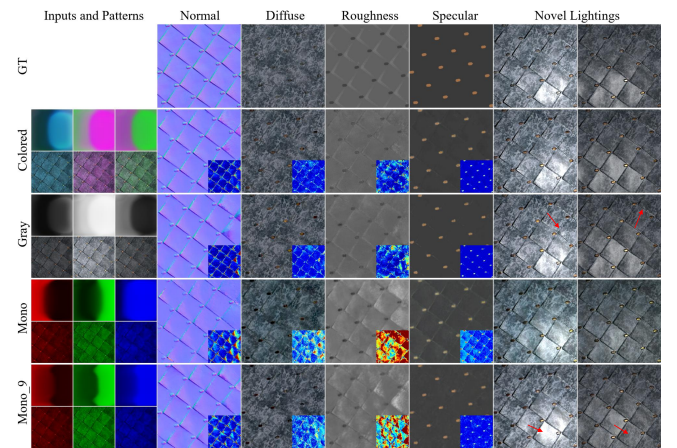 Inputs and Patterns Normal Diffuse Roughness Specular Novel Lightings
GT
Colored
Gray
Mono
Mono_9